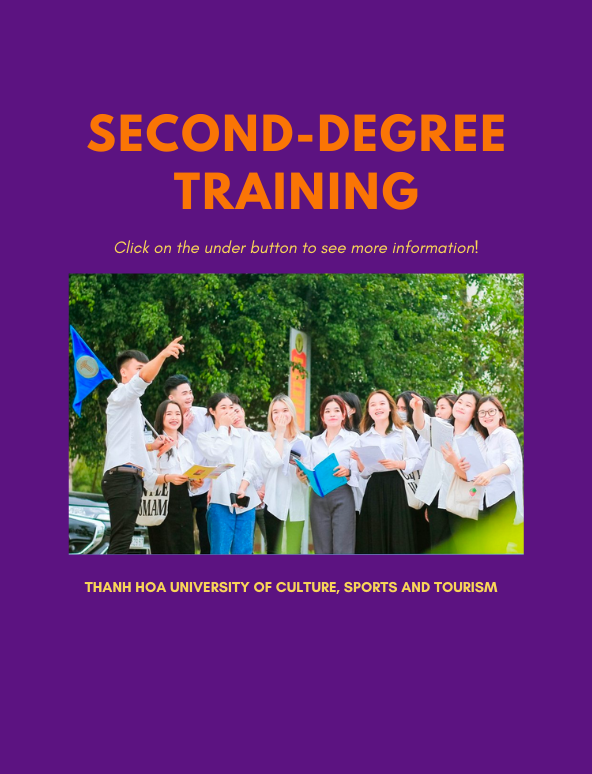 SECOND-DEGREE
TRAINING
Click on the under button to see more information!
THANH HOA UNIVERSITY OF CULTURE, SPORTS AND TOURISM